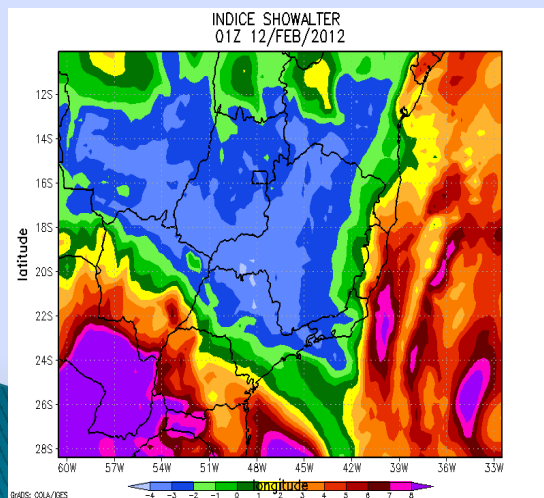 INDICE SHOWALTER
01Z 12/FEB/2012
12S
14S
16S
18S
20S
22S
24S
26S
28S
latitude
60W 57W 54W 51W 48W 45W 42W 39W 36W 33W
longitude
-4 -3 -2 -1 0 1 2 3 4 5 6 7 8
GrADS: COLA/IGES